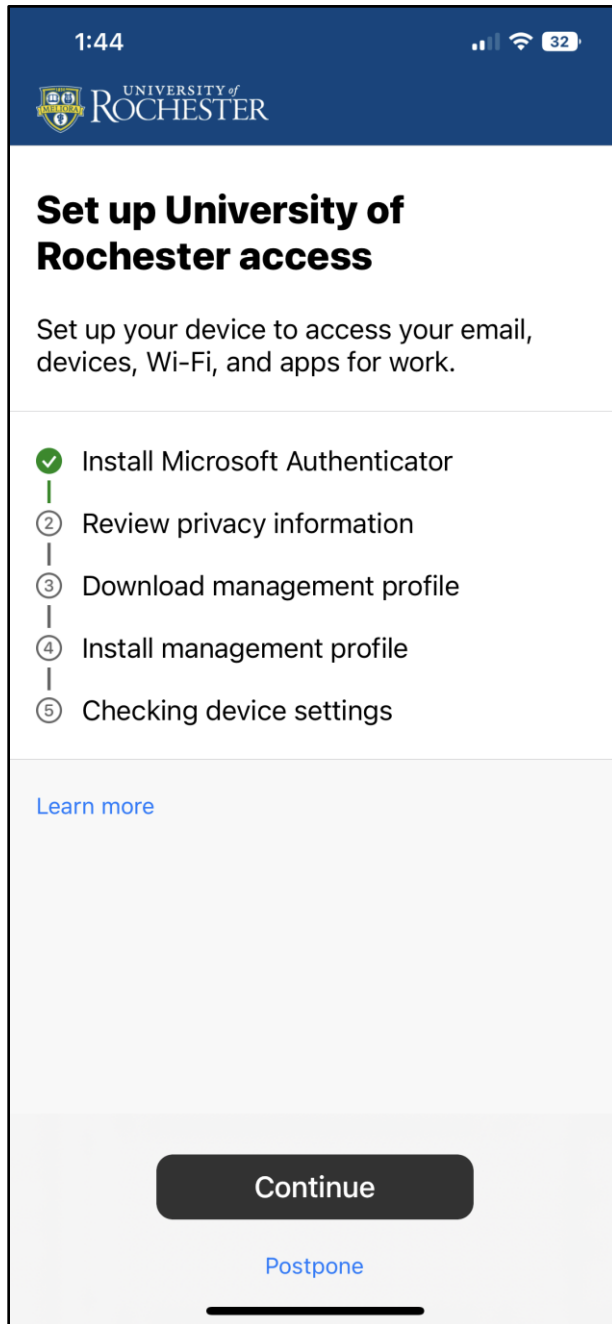 1:44
32
UNIVERSITY of
ROCHESTER
MELIORA
Set up University of
Rochester access
Set up your device to access your email,
devices, Wi-Fi, and apps for work.
Install Microsoft Authenticator
2 Review privacy information
3 Download management profile
4 Install management profile
5 Checking device settings
Learn more
Continue
Postpone